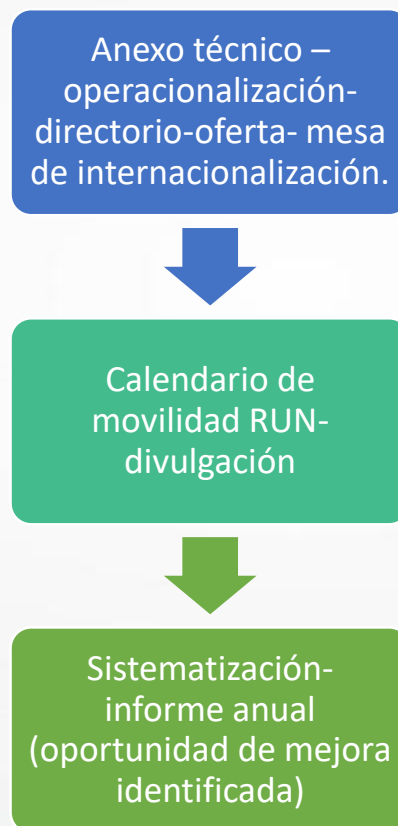 Anexo técnico –
operacionalización-
directorio-oferta- mesa
de internacionalización.
Calendario de
movilidad RUN-
divulgación
Sistematización-
informe anual
(oportunidad de mejora
identificada)